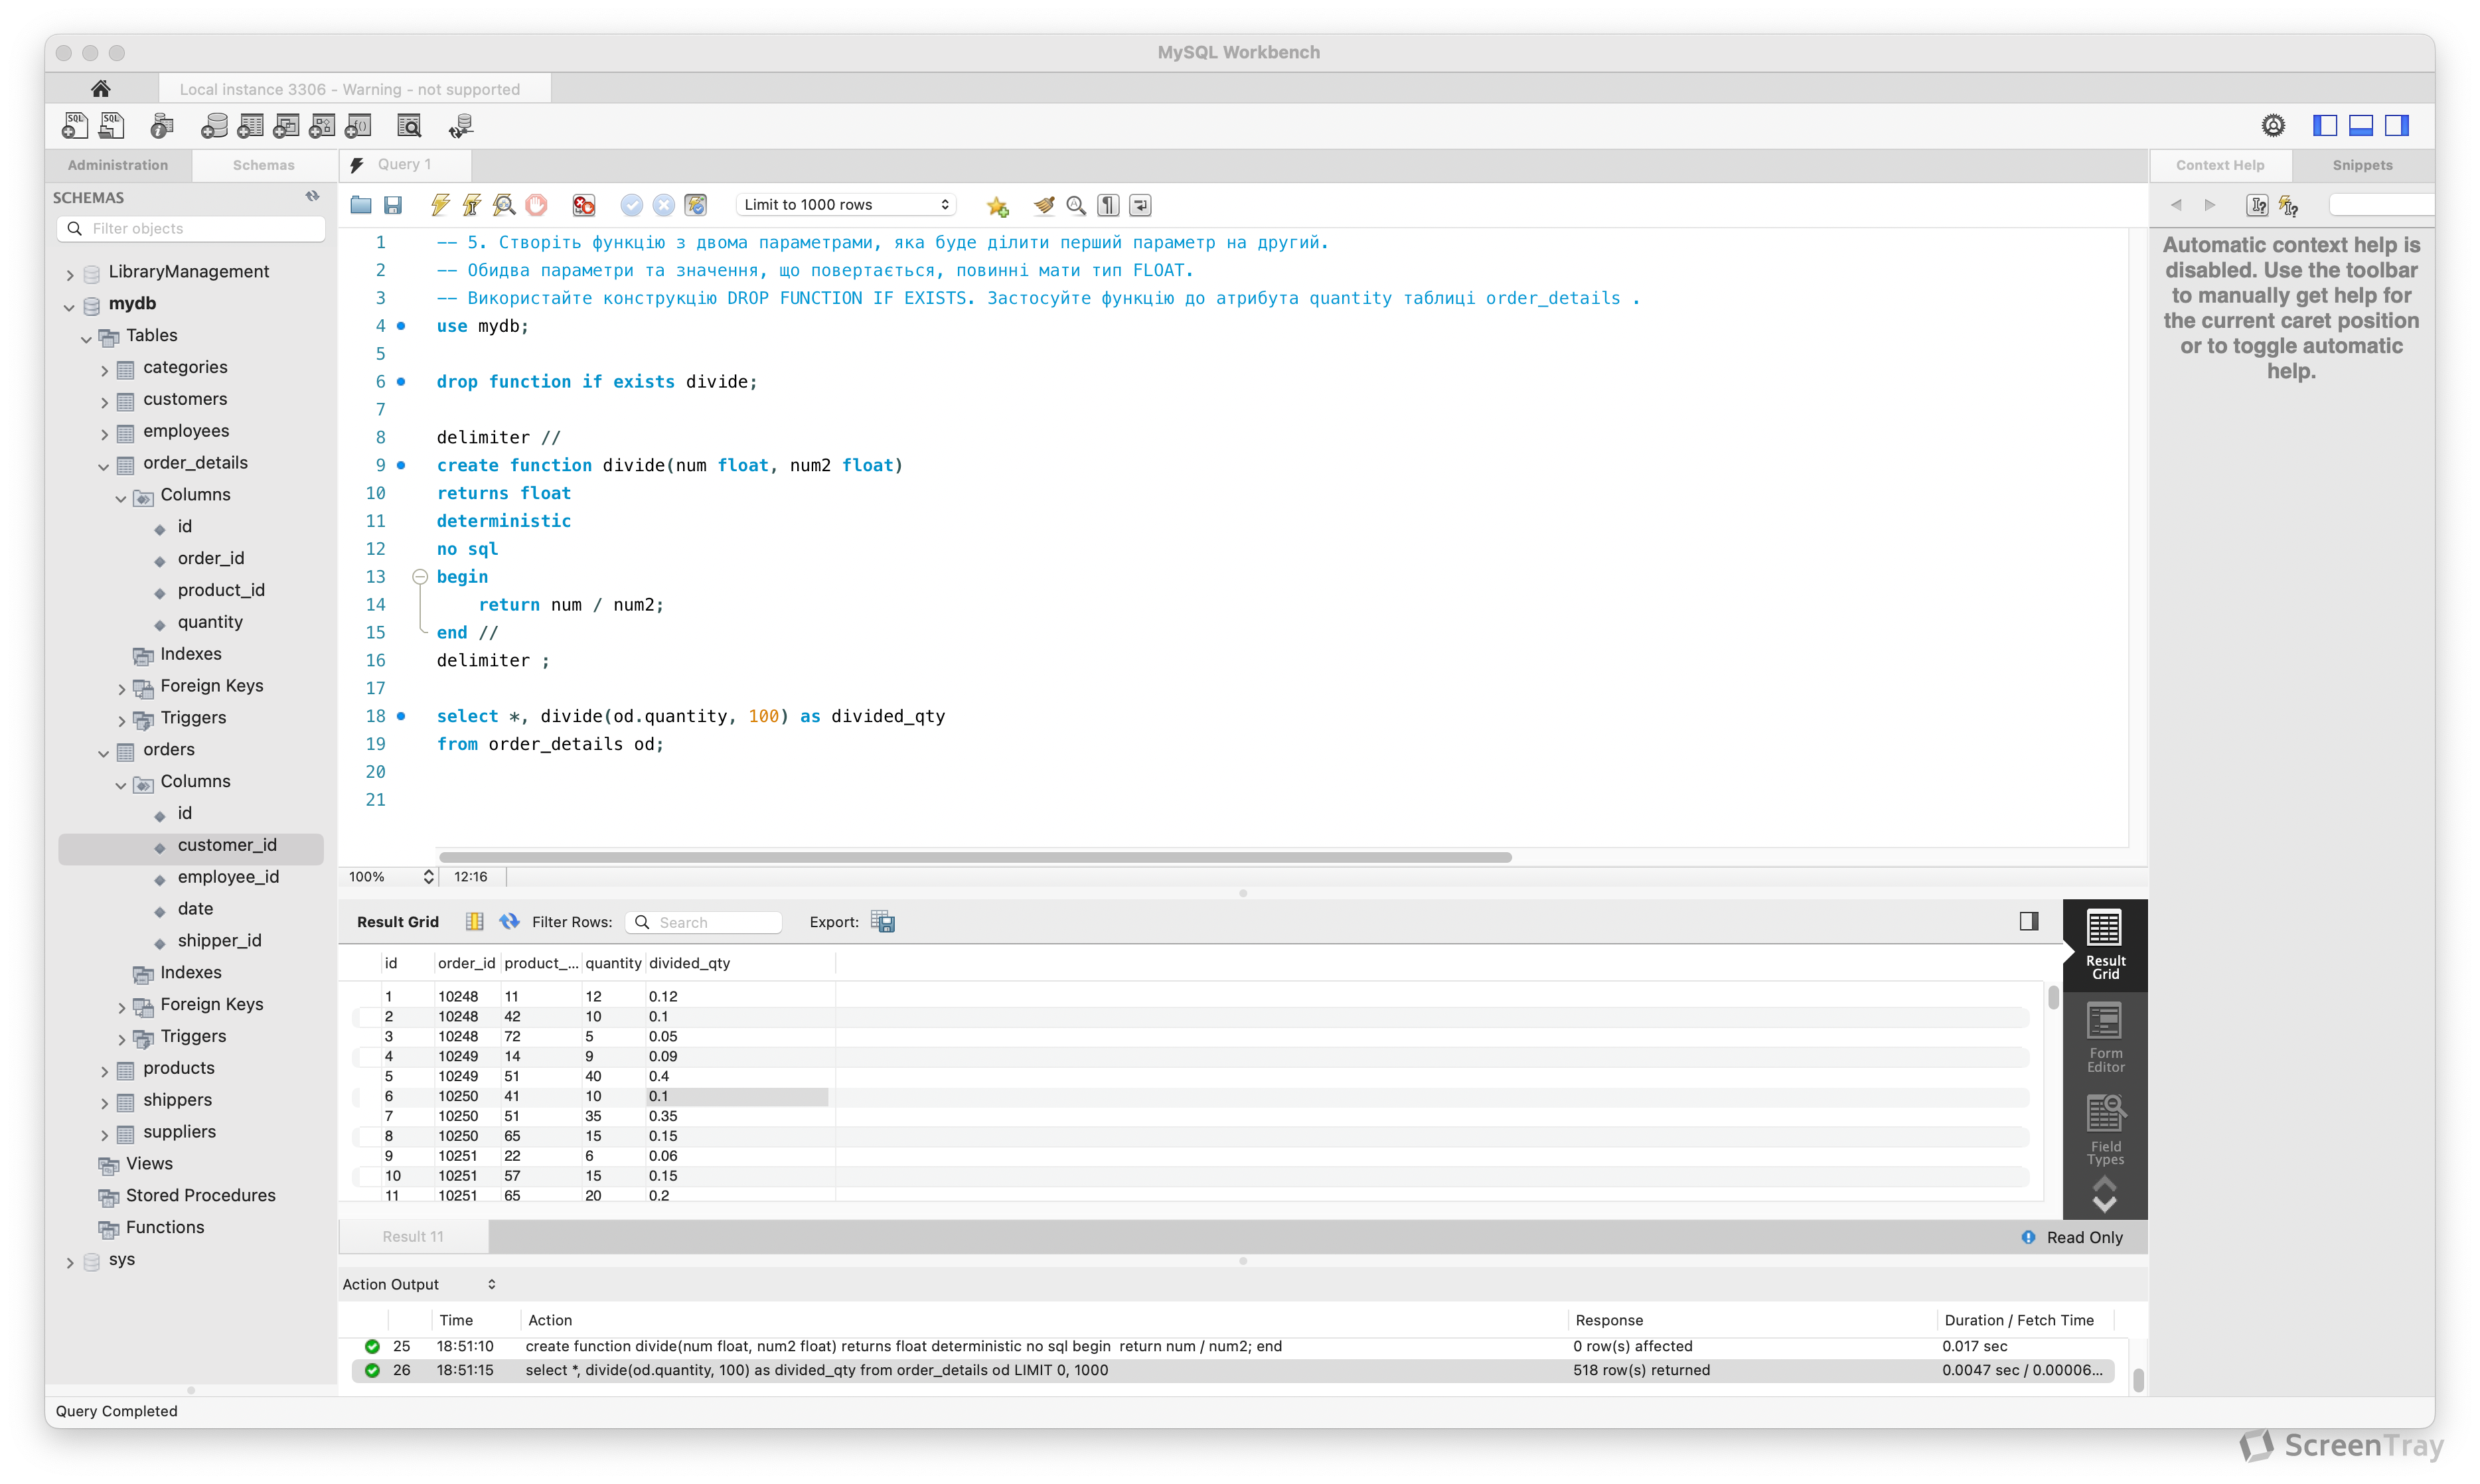 MySQL Workbench
Local instance 3306 - Warning - not supported
Administration
Schemas
Query 1
Context Help
Snippets
SCHEMAS
Filter objects
LibraryManagement
mydb
Tables
categories
customers
employees
order_details
Columns
id
order_id
product_id
quantity
Indexes
Foreign Keys
Triggers
orders
Columns
id
customer_id
employee_id
date
shipper_id
Indexes
Foreign Keys
Triggers
products
shippers
suppliers
Views
Stored Procedures
Functions
sys
Limit to 1000 rows
1 -- 5. Створіть функцію з двома параметрами, яка буде ділити перший параметр на другий.
2 -- Обидва параметри та значення, що повертається, повинні мати тип FLOAT.
3 -- Використайте конструкцію DROP FUNCTION IF EXISTS. Застосуйте функцію до атрибута quantity таблиці order_details .
4 use mydb;
5
6 drop function if exists divide;
7
8 delimiter //
9 create function divide(num float, num2 float)
10 returns float
11 deterministic
12 no sql
13 begin
14 return num / num2;
15 end //
16 delimiter ;
17
18 select *, divide(od.quantity, 100) as divided_qty
19 from order_details od;
20
21
100% 12:16
Automatic context help is
disabled. Use the toolbar
to manually get help for
the current caret position
or to toggle automatic
help.
Result Grid Filter Rows: Search Export:
id order_id product_... quantity divided_qty
1 10248 11 12 0.12
2 10248 42 10 0.1
3 10248 72 5 0.05
4 10249 14 9 0.09
5 10249 51 40 0.4
6 10250 41 10 0.1
7 10250 51 35 0.35
8 10250 65 15 0.15
9 10251 22 6 0.06
10 10251 57 15 0.15
11 10251 65 20 0.2
Result
Grid
Form
Editor
Field
Types
Result 11
Read Only
Action Output
Time Action Response Duration / Fetch Time
25 18:51:10 create function divide(num float, num2 float) returns float deterministic no sql begin return num / num2; end 0 row(s) affected 0.017 sec
26 18:51:15 select *, divide(od.quantity, 100) as divided_qty from order_details od LIMIT 0, 1000 518 row(s) returned 0.0047 sec / 0.00006...
Query Completed
ScreenTray